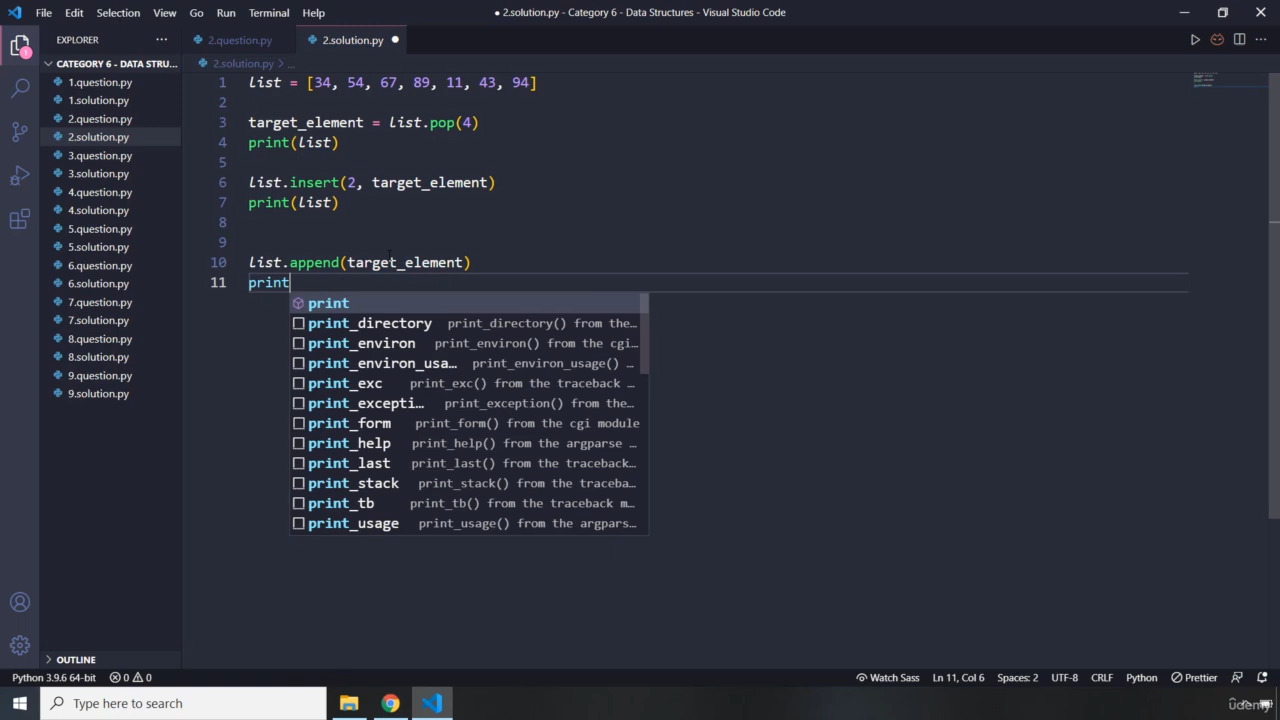 File Edit Selection View Go Run Terminal Help
● 2.solution.py - Category 6 - Data Structures - Visual Studio Code
EXPLORER
2.question.py
2.solution.py
CATEGORY 6 - DATA STRU...
1.question.py
1.solution.py
2.question.py
2.solution.py
3.question.py
3.solution.py
4.question.py
4.solution.py
5.question.py
5.solution.py
6.question.py
6.solution.py
7.question.py
7.solution.py
8.question.py
8.solution.py
9.question.py
9.solution.py
OUTLINE
1
2.solution.py > ...
1 list = [34, 54, 67, 89, 11, 43, 94]
2
3 target_element = list.pop(4)
4 print(list)
5
6 list.insert(2, target_element)
7 print(list)
8
9
10 list.append(target_element)
11 print
print
print_directory print_directory() from the...
print_environ print_environ() from the cgi...
print_environ_usa... print_environ_usage() ...
print_exc print_exc() from the traceback ...
print_excepti... print_exception() from the...
print_form print_form() from the cgi module
print_help print_help() from the argparse ...
print_last print_last() from the traceback...
print_stack print_stack() from the traceba...
print_tb print_tb() from the traceback m...
print_usage print_usage() from the argpars...
Python 3.9.6 64-bit 0 0 Watch Sass Ln 11, Col 6 Spaces: 2 UTF-8 CRLF Python Prettier
Type here to search
Udemy